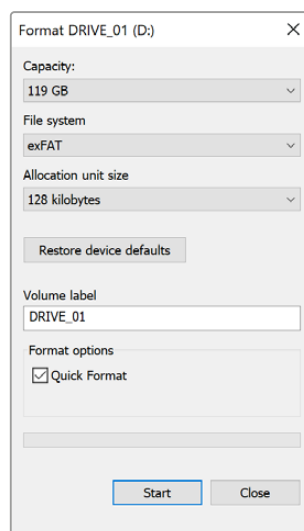 Format DRIVE_01 (D:)
Capacity:
119 GB
File system
exFAT
Allocation unit size
128 kilobytes
Restore device defaults
Volume label
DRIVE_01
Format options
Quick Format
Start Close